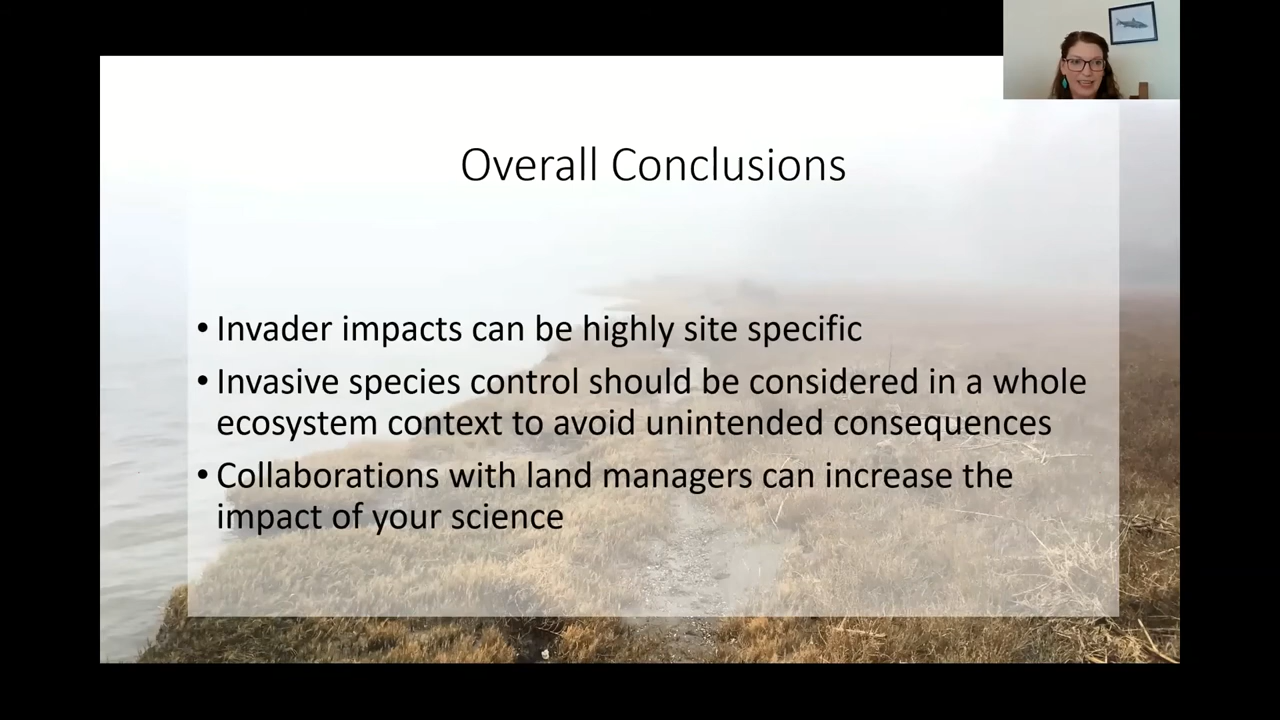 Overall Conclusions
• Invader impacts can be highly site specific
• Invasive species control should be considered in a whole
ecosystem context to avoid unintended consequences
• Collaborations with land managers can increase the
impact of your science